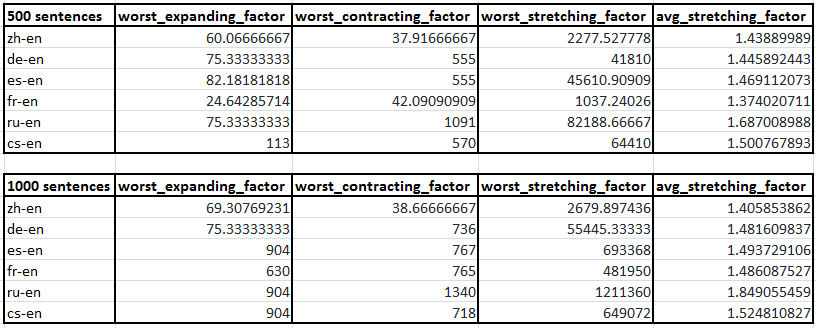 500 sentences worst_expanding_factor worst_contracting_factor worst_stretching_factor avg_stretching_factor
zh-en 60.06666667 37.91666667 2277.527778 1.43889989
de-en 75.33333333 555 41810 1.445892443
es-en 82.18181818 555 45610.90909 1.469112073
fr-en 24.64285714 42.09090909 1037.24026 1.374020711
ru-en 75.33333333 1091 82188.66667 1.687008988
cs-en 113 570 64410 1.500767893
1000 sentences worst_expanding_factor worst_contracting_factor worst_stretching_factor avg_stretching_factor
zh-en 69.30769231 38.66666667 2679.897436 1.405853862
de-en 75.33333333 736 55445.33333 1.481609837
es-en 904 767 693368 1.493729106
fr-en 630 765 481950 1.486087527
ru-en 904 1340 1211360 1.849055459
cs-en 904 718 649072 1.524810827